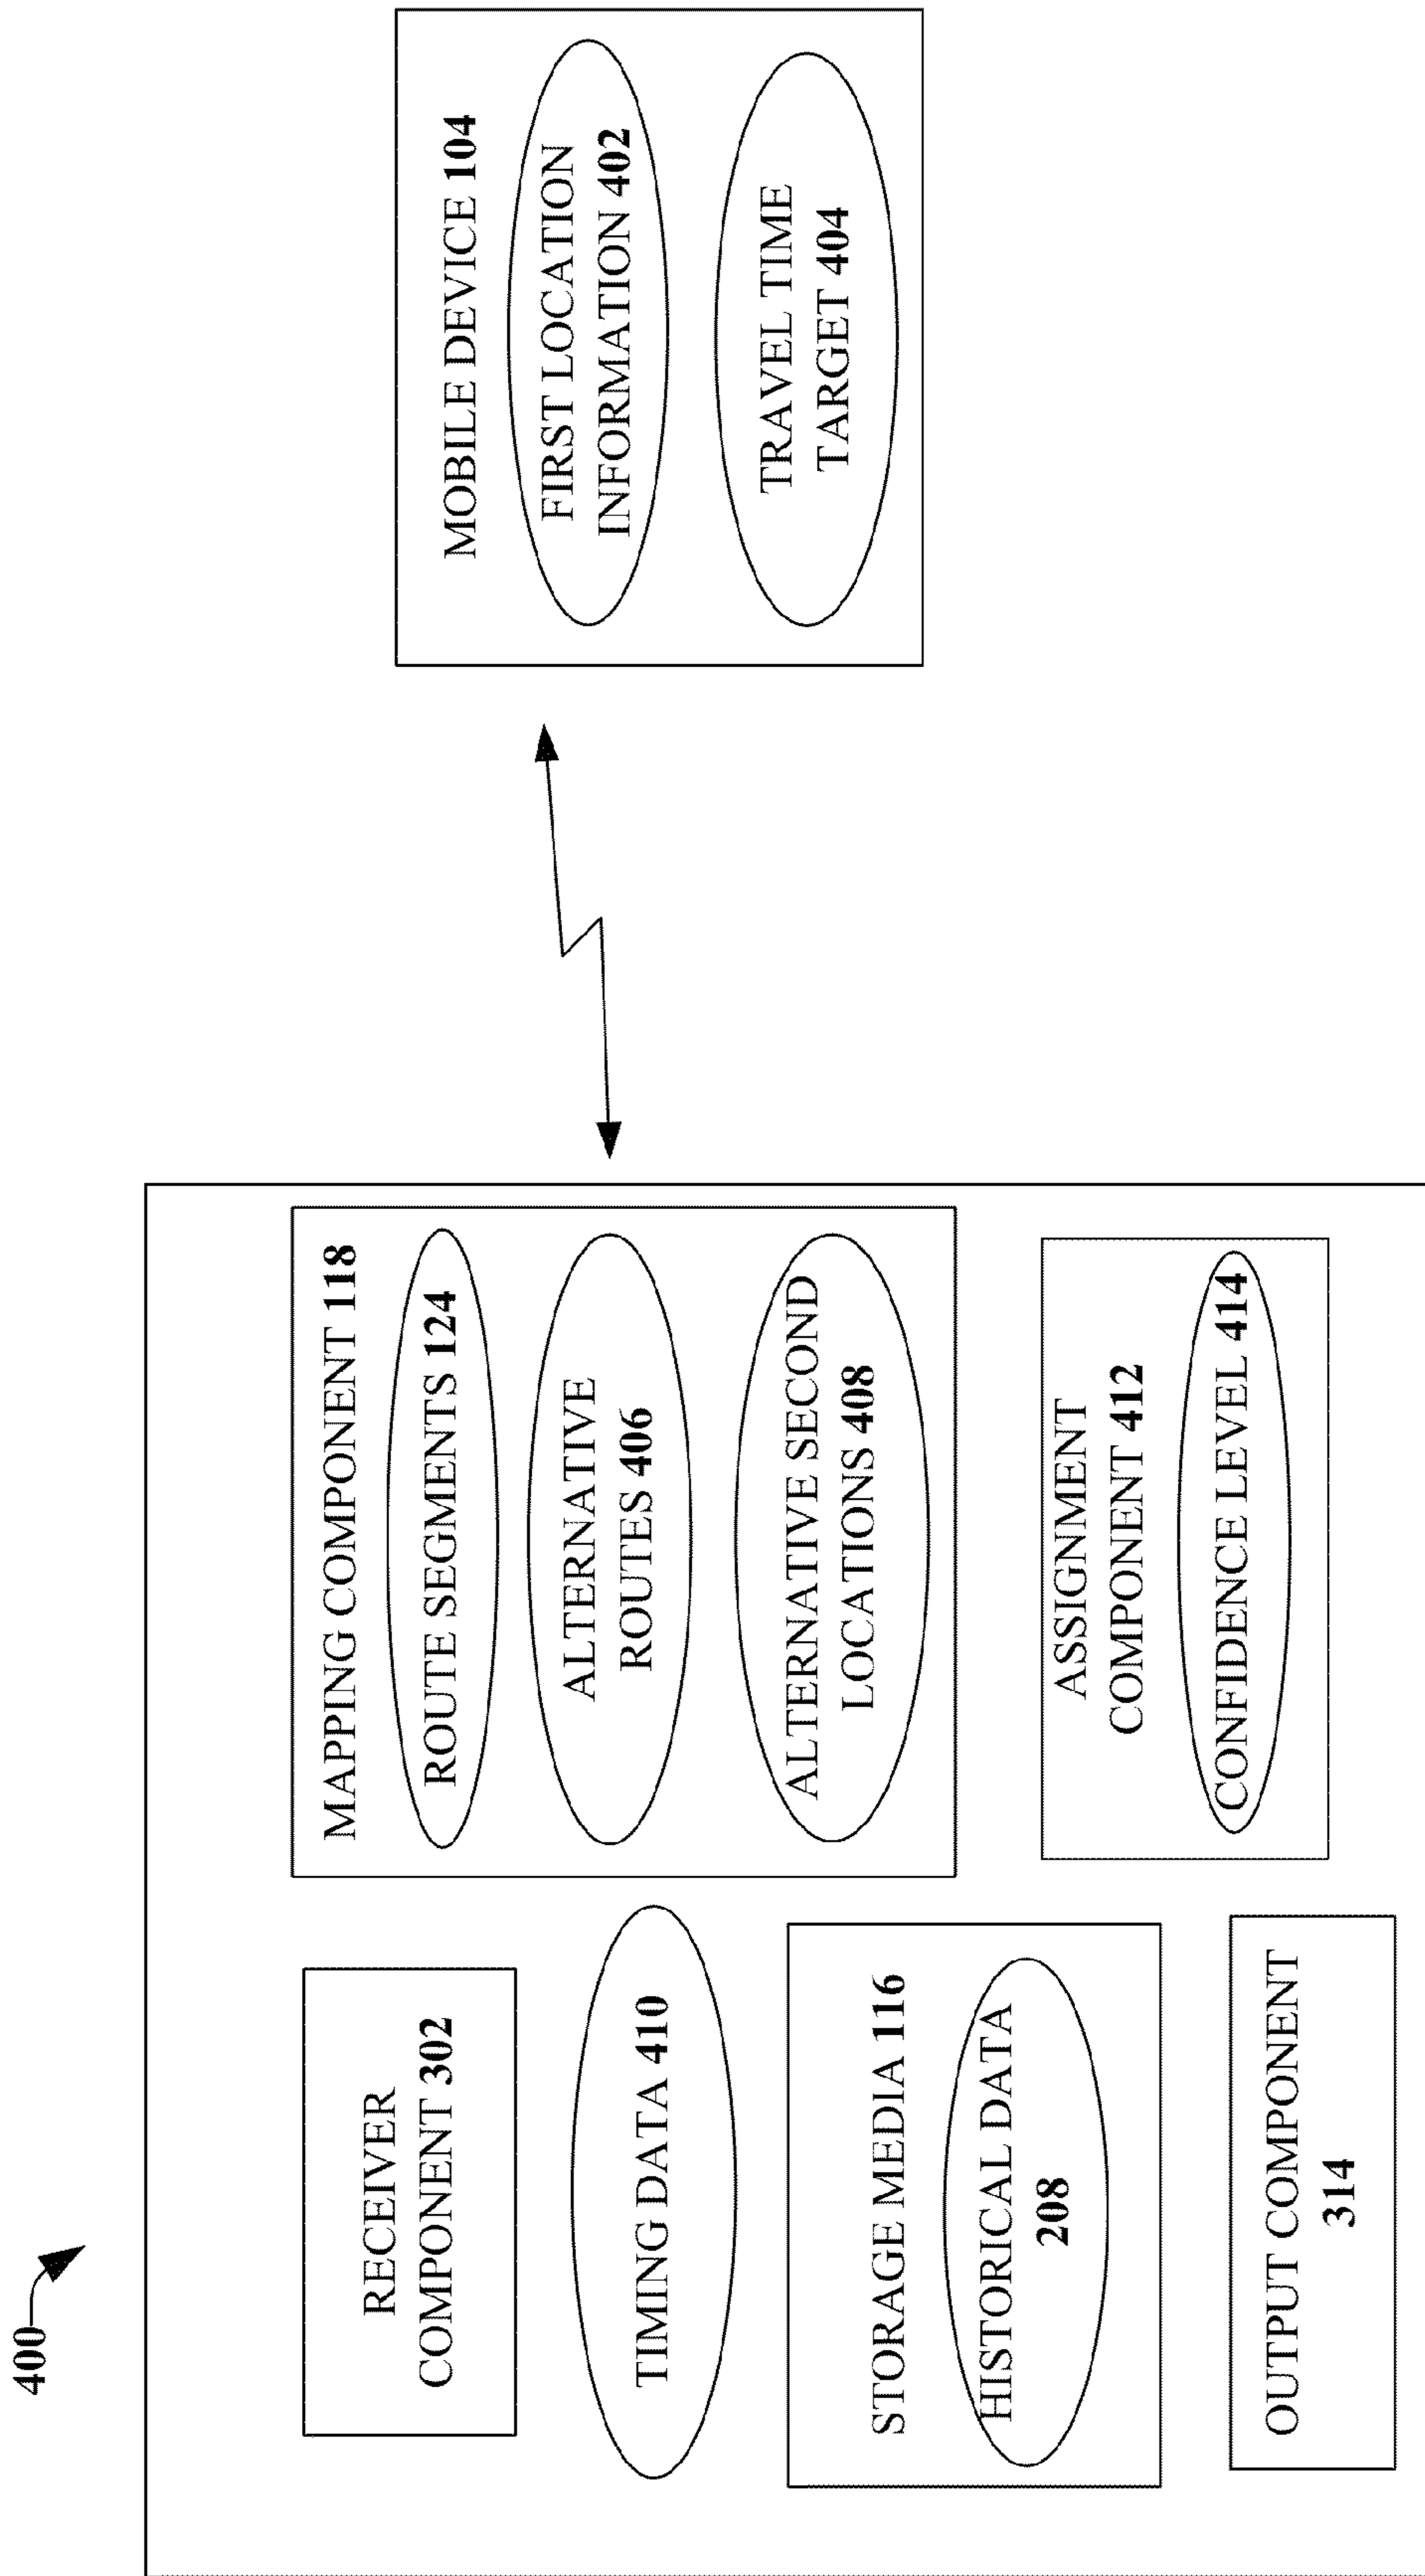 400
RECEIVER
COMPONENT 302
TIMING DATA 410
STORAGE MEDIA 116
HISTORICAL DATA
208
OUTPUT COMPONENT
314
MAPPING COMPONENT 118
ROUTE SEGMENTS 124
ALTERNATIVE
ROUTES 406
ALTERNATIVE SECOND
LOCATIONS 408
ASSIGNMENT
COMPONENT 412
CONFIDENCE LEVEL 414
MOBILE DEVICE 104
FIRST LOCATION
INFORMATION 402
TRAVEL TIME
TARGET 404